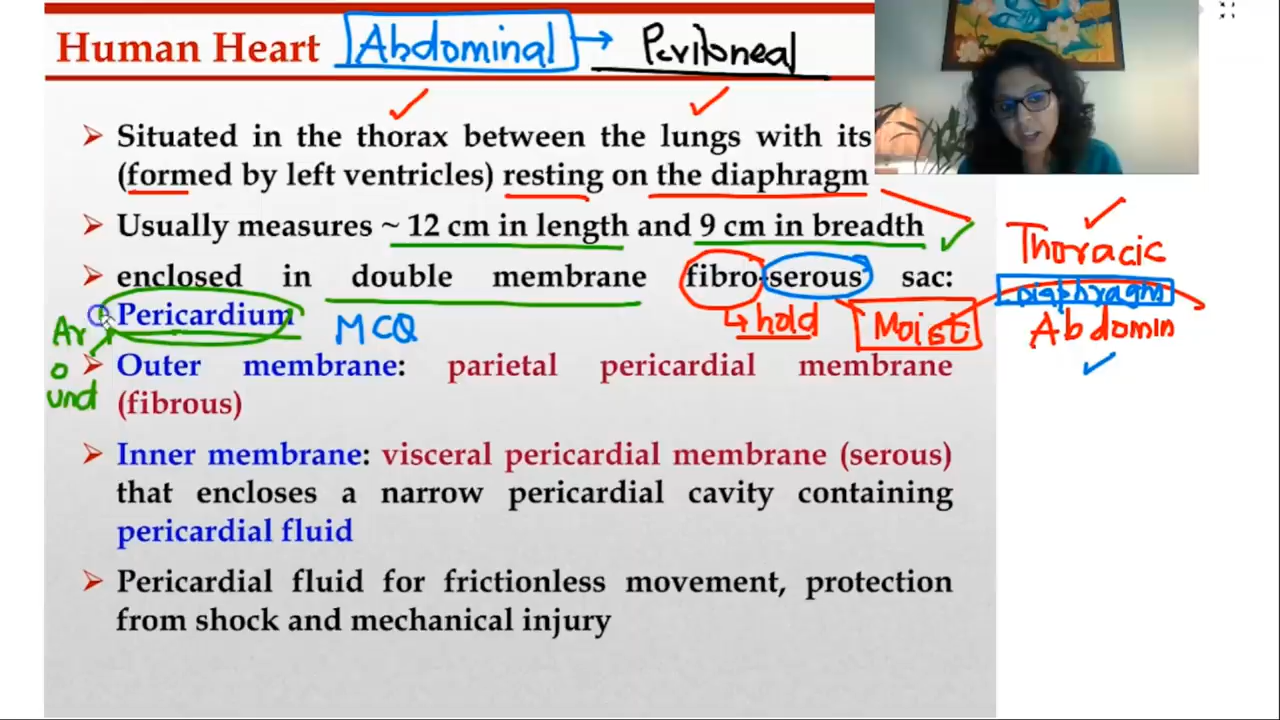 Human Heart Abdominal → Peritoneal
➢ Situated in the thorax between the lungs with its
(formed by left ventricles) resting on the diaphragm
➢ Usually measures ~ 12 cm in length and 9 cm in breadth
➢ enclosed in double membrane fibro-serous sac:
Pericardium
MCQ
↳ hold
Moist
Thoracic
Diaphragm
Abdomin
Ar
o
und
➢ Outer membrane: parietal pericardial membrane
(fibrous)
➢ Inner membrane: visceral pericardial membrane (serous)
that encloses a narrow pericardial cavity containing
pericardial fluid
➢ Pericardial fluid for frictionless movement, protection
from shock and mechanical injury